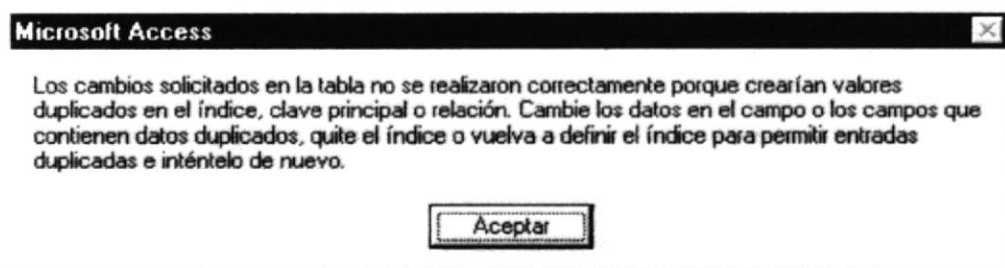 Microsoft Access
Los cambios solicitados en la tabla no se realizaron correctamente porque crearían valores
duplicados en el índice, clave principal o relación. Cambie los datos en el campo o los campos que
contienen datos duplicados, quite el índice o vuelva a definir el índice para permitir entradas
duplicadas e inténtelo de nuevo.
Aceptar